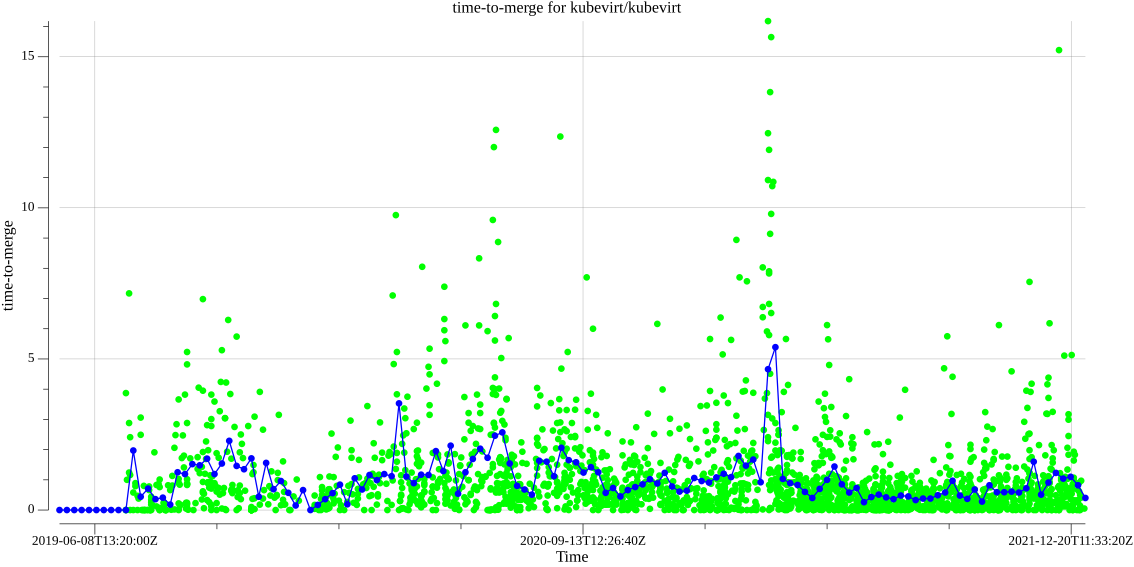 time-to-merge for kubevirt/kubevirt
15
10
5
0
time-to-merge
2019-06-08T13:20:00Z
2020-09-13T12:26:40Z
2021-12-20T11:33:20Z
Time